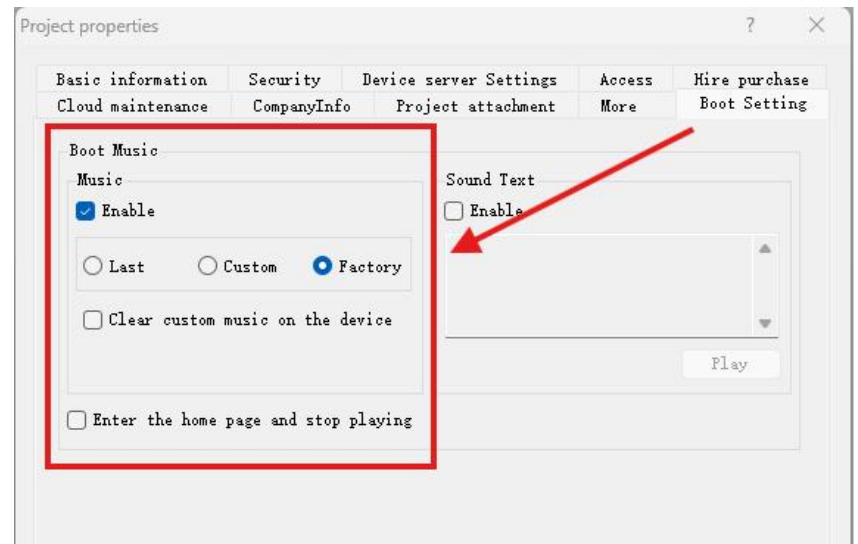 Project properties
Basic information Security Device server Settings Access Hire purchase
Cloud maintenance CompanyInfo Project attachment More Boot Setting
Boot Music
Music
Enable
Last Custom Factory
Clear custom music on the device
Enter the home page and stop playing
Sound Text
Enable
Play